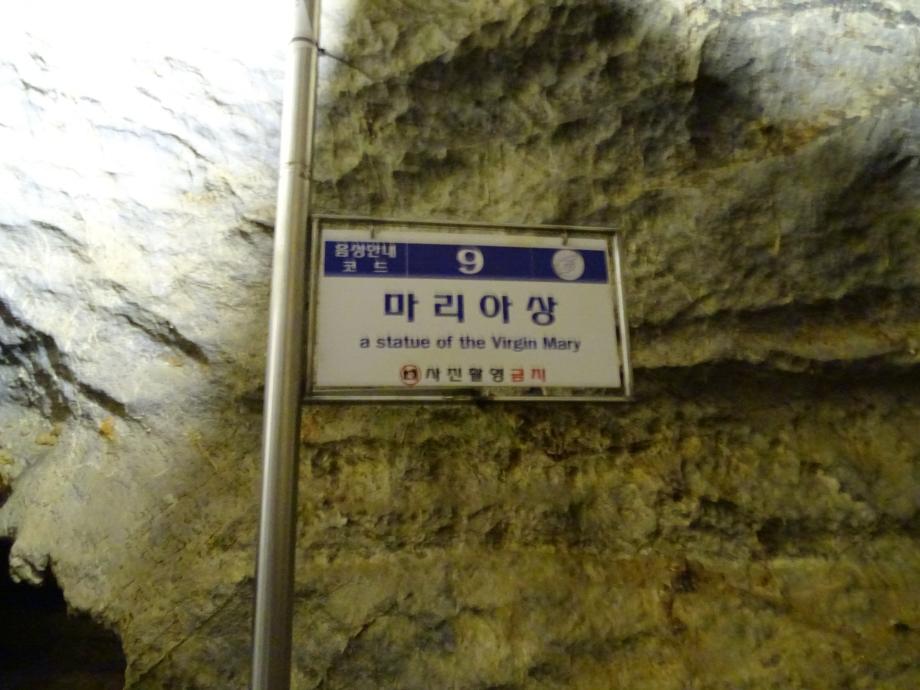 음성안내
코드
9
마리아상
a statue of the Virgin Mary
사진촬영금지